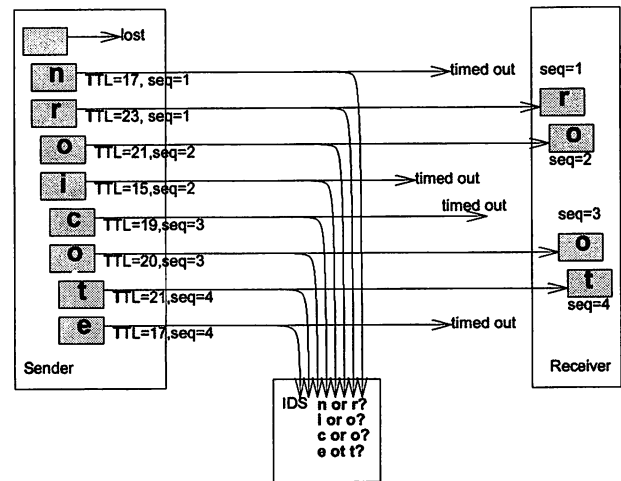 lost
n
TTL=17, seq=1
timed out
seq=1
r
TTL=23, seq=1
r
o
TTL=21,seq=2
o
seq=2
i
TTL=15,seq=2
timed out
c
TTL=19,seq=3
timed out
seq=3
o
TTL=20,seq=3
o
t
TTL=21,seq=4
t
seq=4
e
TTL=17,seq=4
timed out
Sender
Receiver
IDS n or r?
i or o?
c or o?
e ot t?